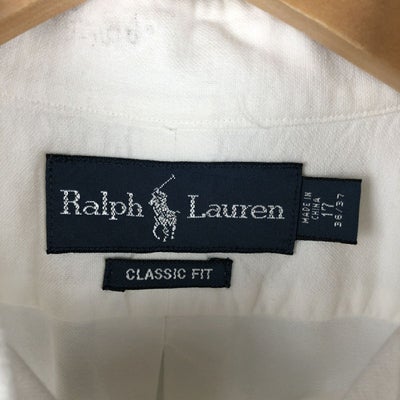 Ralph Lauren
MADE IN
CHINA
17
36/37
CLASSIC FIT